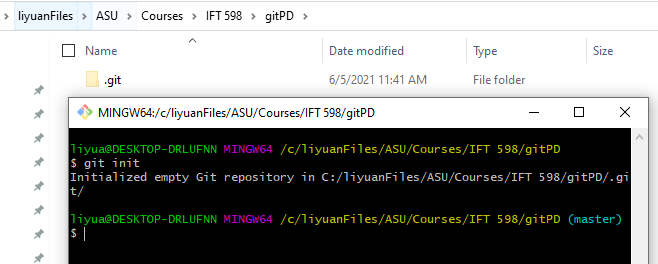 liyuanFiles > ASU > Courses > IFT 598 > gitPD >
Name Date modified Type Size
.git 6/5/2021 11:41 AM File folder
MINGW64:/c/liyuanFiles/ASU/Courses/IFT 598/gitPD
liyua@DESKTOP-DRLUFNN MINGW64 /c/liyuanFiles/ASU/Courses/IFT 598/gitPD
$ git init
Initialized empty Git repository in C:/liyuanFiles/ASU/Courses/IFT 598/gitPD/.gi
t/
liyua@DESKTOP-DRLUFNN MINGW64 /c/liyuanFiles/ASU/Courses/IFT 598/gitPD (master)
$